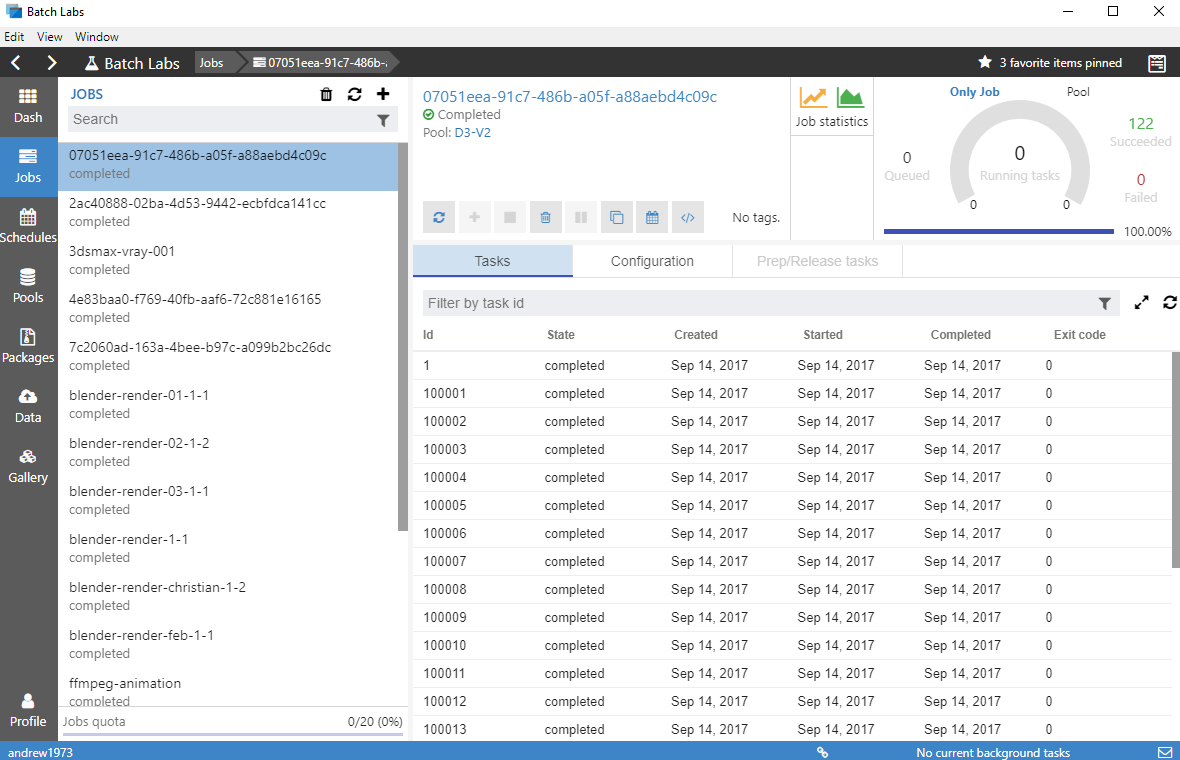 Batch Labs
Edit View Window
Batch Labs Jobs 07051eea-91c7-486b-a 3 favorite items pinned
Dash
Jobs
Schedules
Pools
Packages
Data
Gallery
Profile
JOBS
Search
07051eea-91c7-486b-a05f-a88aebd4c09c
completed
2ac40888-02ba-4d53-9442-ecbfdca141cc
completed
3dsmax-vray-001
completed
4e83baa0-f769-40fb-aaf6-72c881e16165
completed
7c2060ad-163a-4bee-b97c-a099b2bc26dc
completed
blender-render-01-1-1
completed
blender-render-02-1-2
completed
blender-render-03-1-1
completed
blender-render-1-1
completed
blender-render-christian-1-2
completed
blender-render-feb-1-1
completed
ffmpeg-animation
completed
Jobs quota 0/20 (0%)
07051eea-91c7-486b-a05f-a88aebd4c09c
Completed
Pool: D3-V2
No tags.
Job statistics
Only Job Pool
0
Queued
0
Running tasks
0 0
122
Succeeded
0
Failed
100.00%
Tasks Configuration Prep/Release tasks
Filter by task id
Id State Created Started Completed Exit code
1 completed Sep 14, 2017 Sep 14, 2017 Sep 14, 2017 0
100001 completed Sep 14, 2017 Sep 14, 2017 Sep 14, 2017 0
100002 completed Sep 14, 2017 Sep 14, 2017 Sep 14, 2017 0
100003 completed Sep 14, 2017 Sep 14, 2017 Sep 14, 2017 0
100004 completed Sep 14, 2017 Sep 14, 2017 Sep 14, 2017 0
100005 completed Sep 14, 2017 Sep 14, 2017 Sep 14, 2017 0
100006 completed Sep 14, 2017 Sep 14, 2017 Sep 14, 2017 0
100007 completed Sep 14, 2017 Sep 14, 2017 Sep 14, 2017 0
100008 completed Sep 14, 2017 Sep 14, 2017 Sep 14, 2017 0
100009 completed Sep 14, 2017 Sep 14, 2017 Sep 14, 2017 0
100010 completed Sep 14, 2017 Sep 14, 2017 Sep 14, 2017 0
100011 completed Sep 14, 2017 Sep 14, 2017 Sep 14, 2017 0
100012 completed Sep 14, 2017 Sep 14, 2017 Sep 14, 2017 0
100013 completed Sep 14, 2017 Sep 14, 2017 Sep 14, 2017 0
andrew1973 No current background tasks